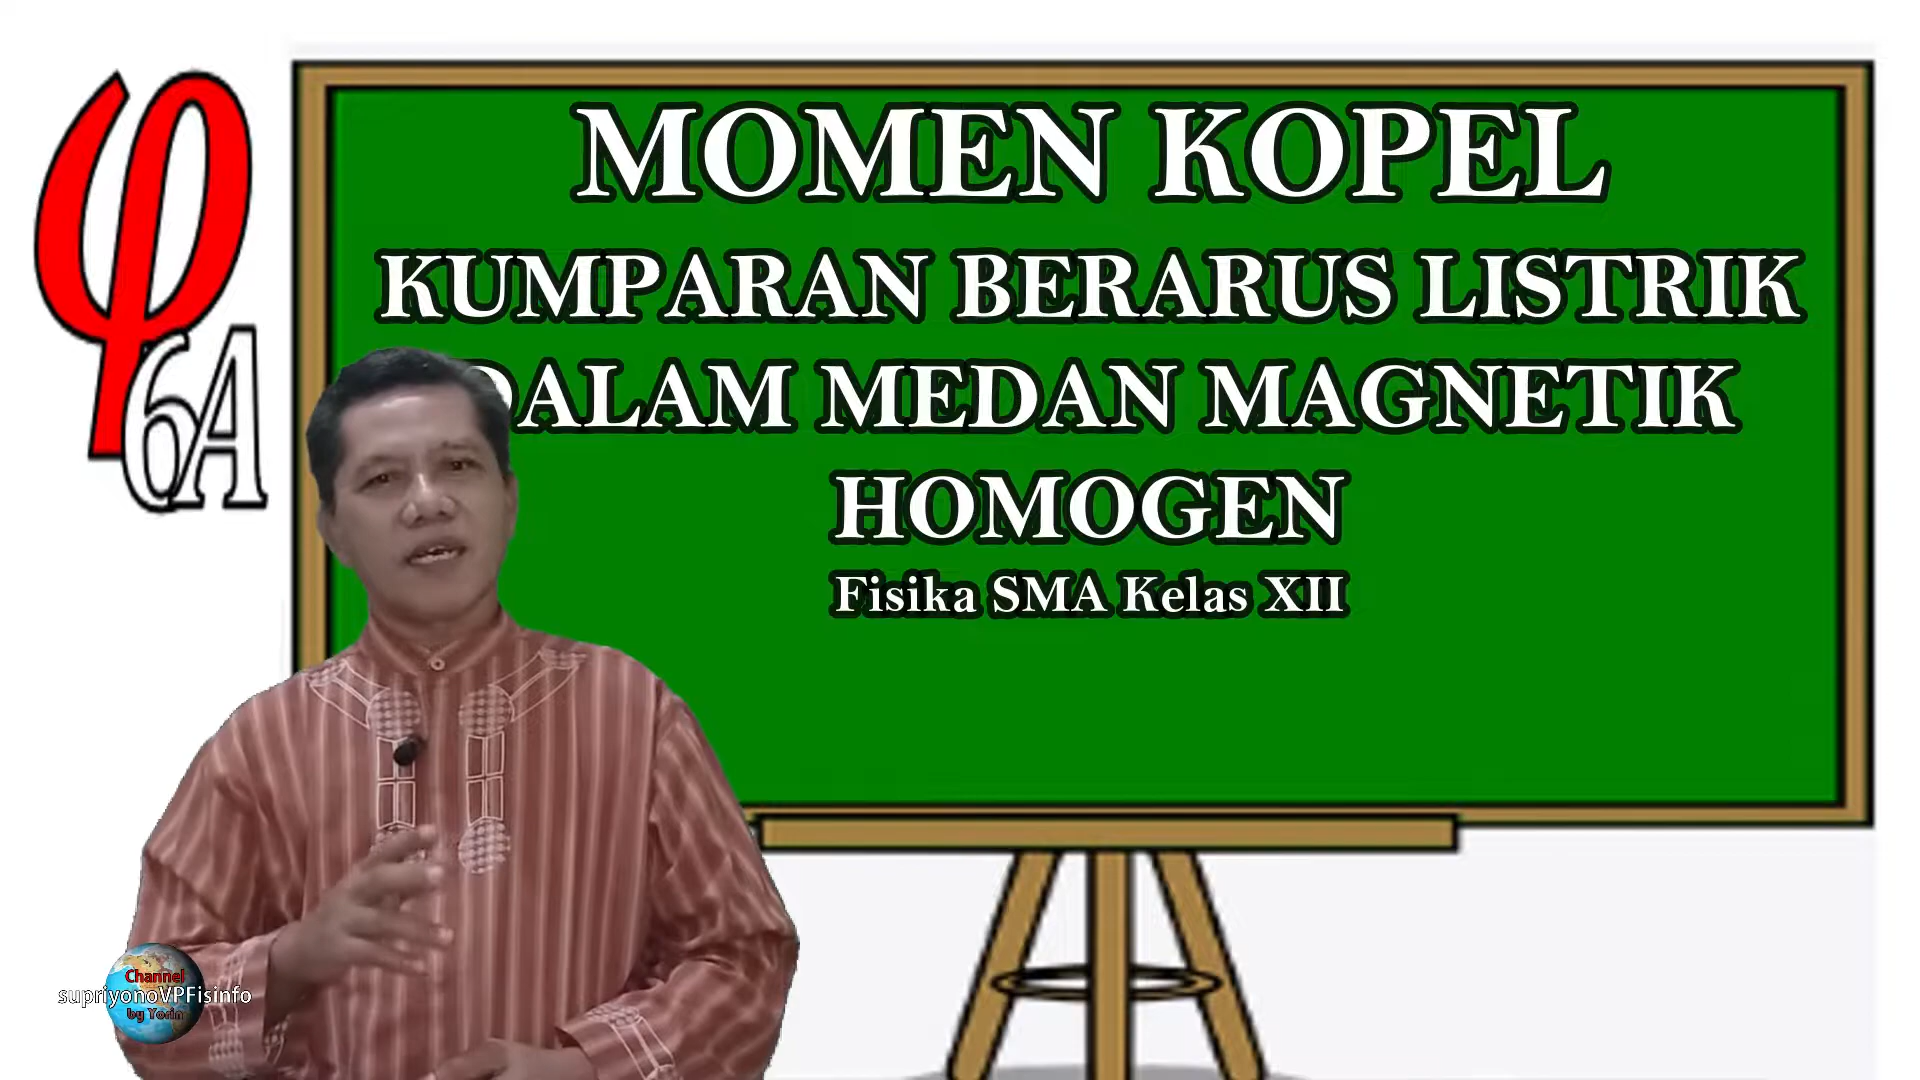 φ
6A
MOMEN KOPEL
KUMPARAN BERARUS LISTRIK
DALAM MEDAN MAGNETIK
HOMOGEN
Fisika SMA Kelas XII
Channel
supriyonoVPFisinfo
by Yorin